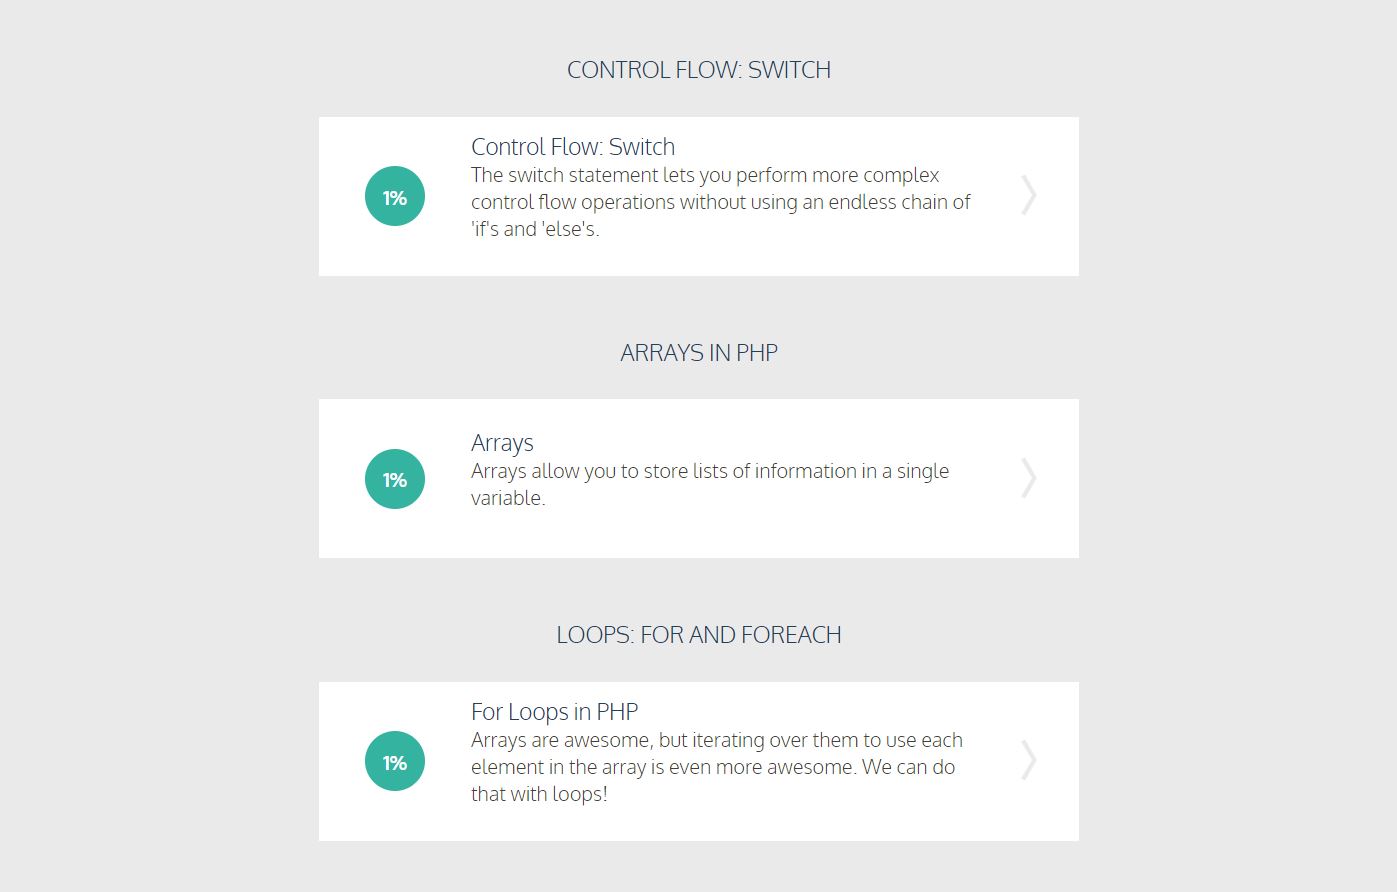 CONTROL FLOW: SWITCH
1%
Control Flow: Switch
The switch statement lets you perform more complex
control flow operations without using an endless chain of
'if's and 'else's.
ARRAYS IN PHP
1%
Arrays
Arrays allow you to store lists of information in a single
variable.
LOOPS: FOR AND FOREACH
1%
For Loops in PHP
Arrays are awesome, but iterating over them to use each
element in the array is even more awesome. We can do
that with loops!